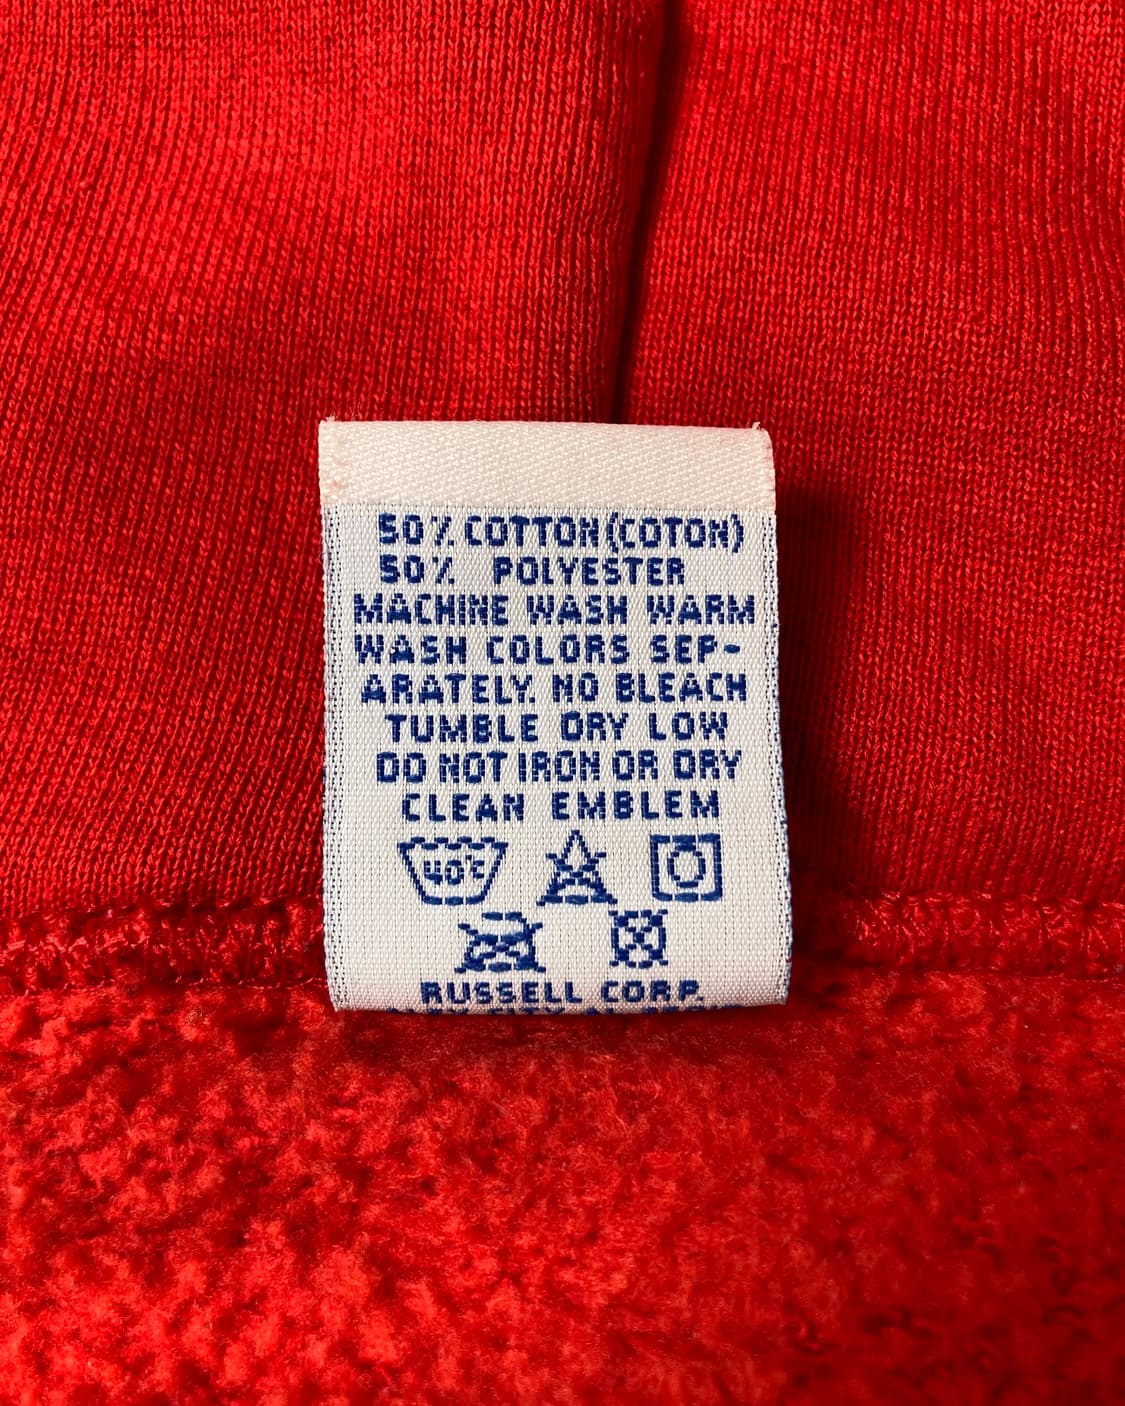 50% COTTON (COTON)
50% POLYESTER
MACHINE WASH WARM
WASH COLORS SEP-
ARATELY. NO BLEACH
TUMBLE DRY LOW
DO NOT IRON OR DRY
CLEAN EMBLEM
40°C
RUSSELL CORP.
CITY